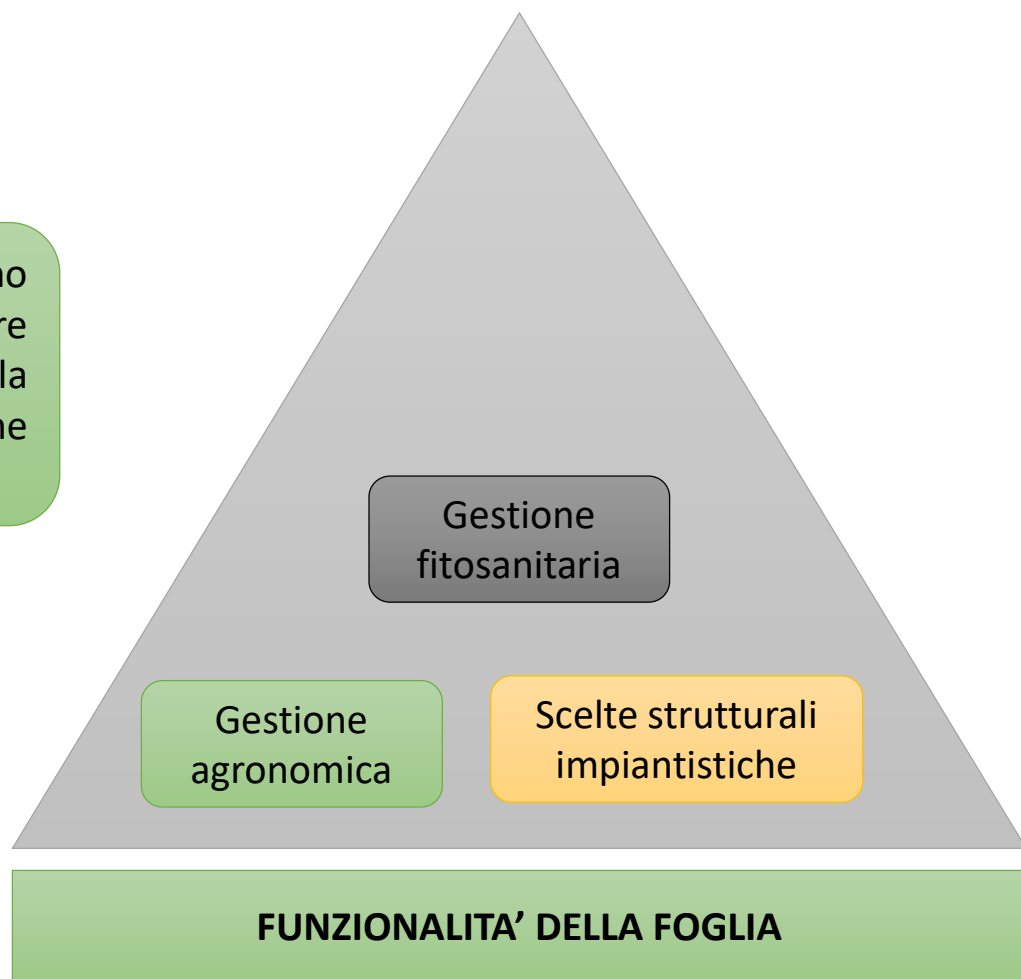 Gestione
fitosanitaria
Gestione
agronomica
Scelte strutturali
impiantistiche
FUNZIONALITA’ DELLA FOGLIA